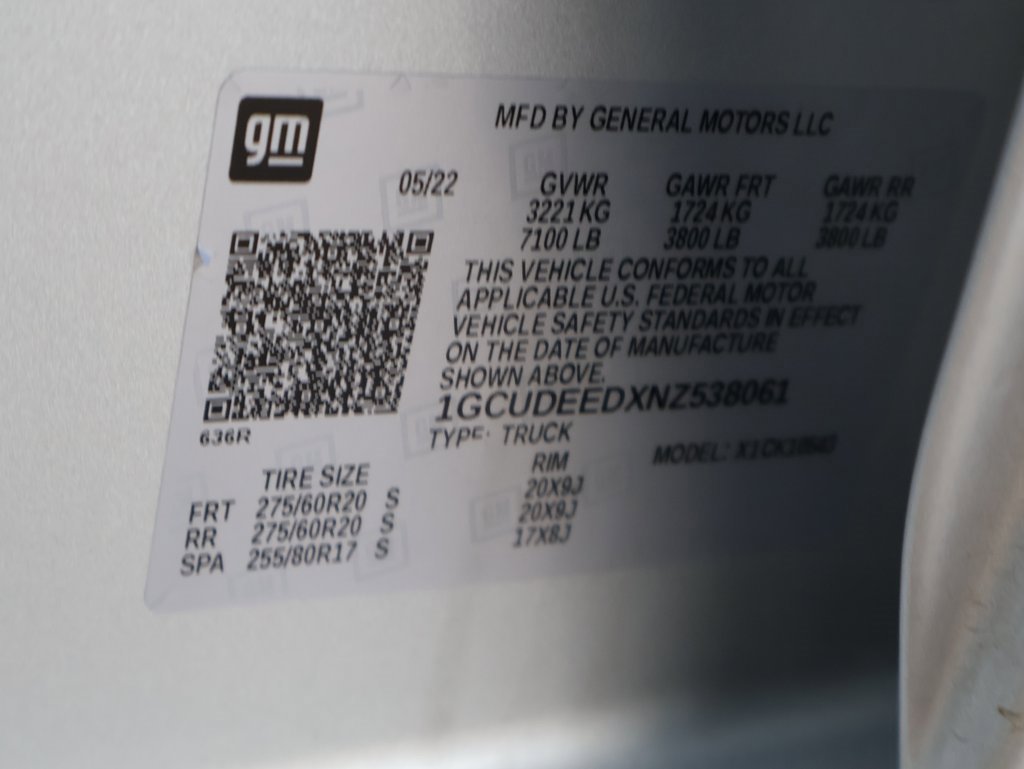 gm
MFD BY GENERAL MOTORS LLC
05/22 GVWR GAWR FRT GAWR RR
3221 KG 1724 KG 1724 KG
7100 LB 3800 LB 3800 LB
THIS VEHICLE CONFORMS TO ALL
APPLICABLE U.S. FEDERAL MOTOR
VEHICLE SAFETY STANDARDS IN EFFECT
ON THE DATE OF MANUFACTURE
SHOWN ABOVE.
1GCUDEEDXNZ538061
636R
TYPE: TRUCK MODEL:
TIRE SIZE RIM
FRT 275/60R20 S 20X9J
RR 275/60R20 S 20X9J
SPA 255/80R17 S 17X8J